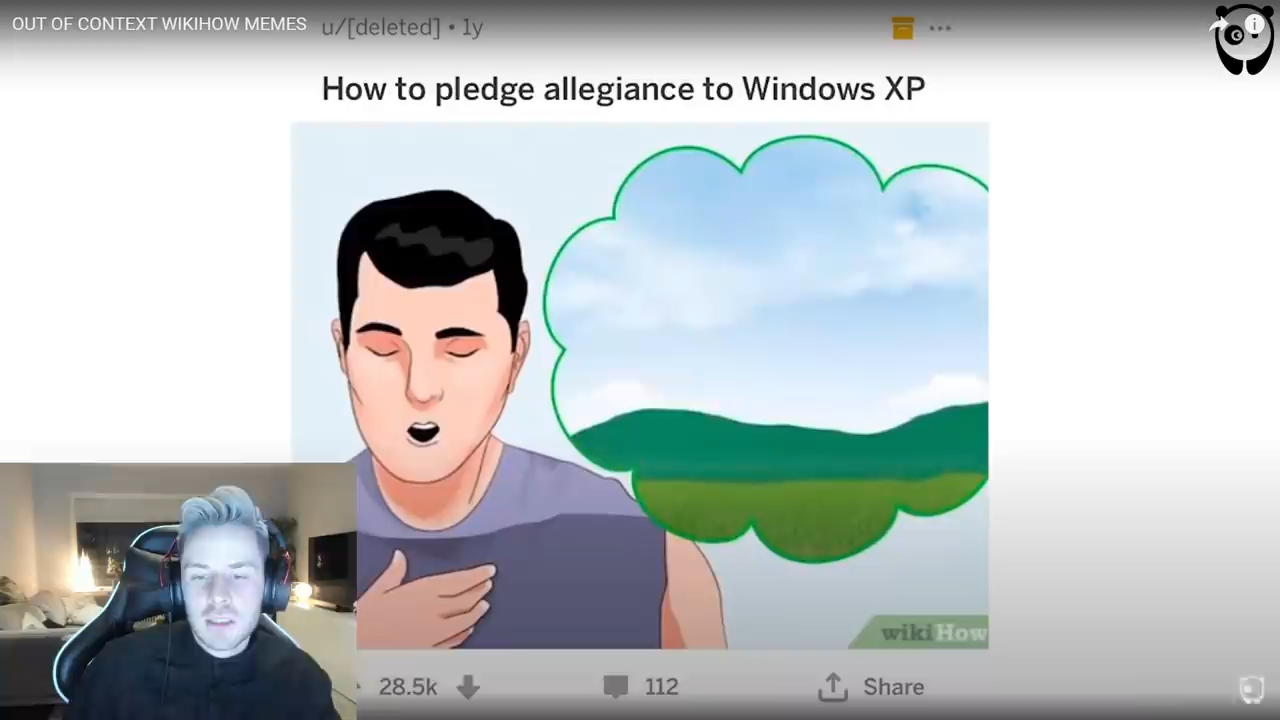 OUT OF CONTEXT WIKIHOW MEMES
u/[deleted] • 1y
How to pledge allegiance to Windows XP
wikiHow
28.5k
112
Share